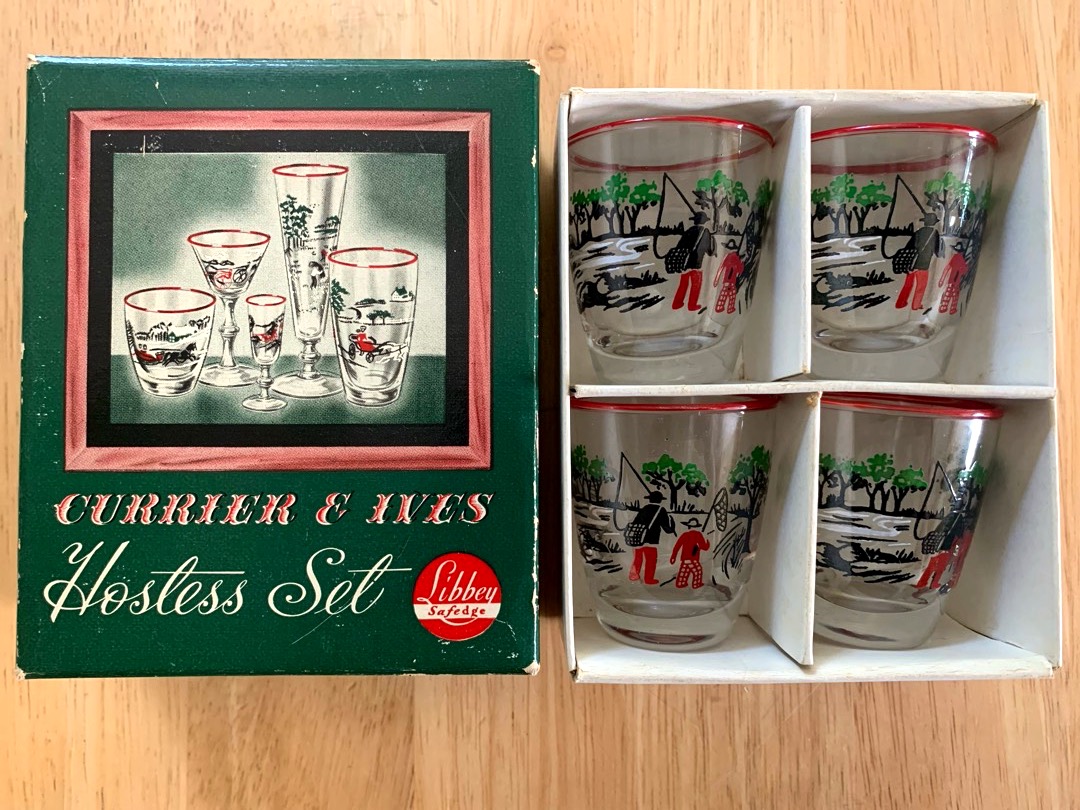 CURRIER & IVES
Hostess Set
Libbey
Safedge